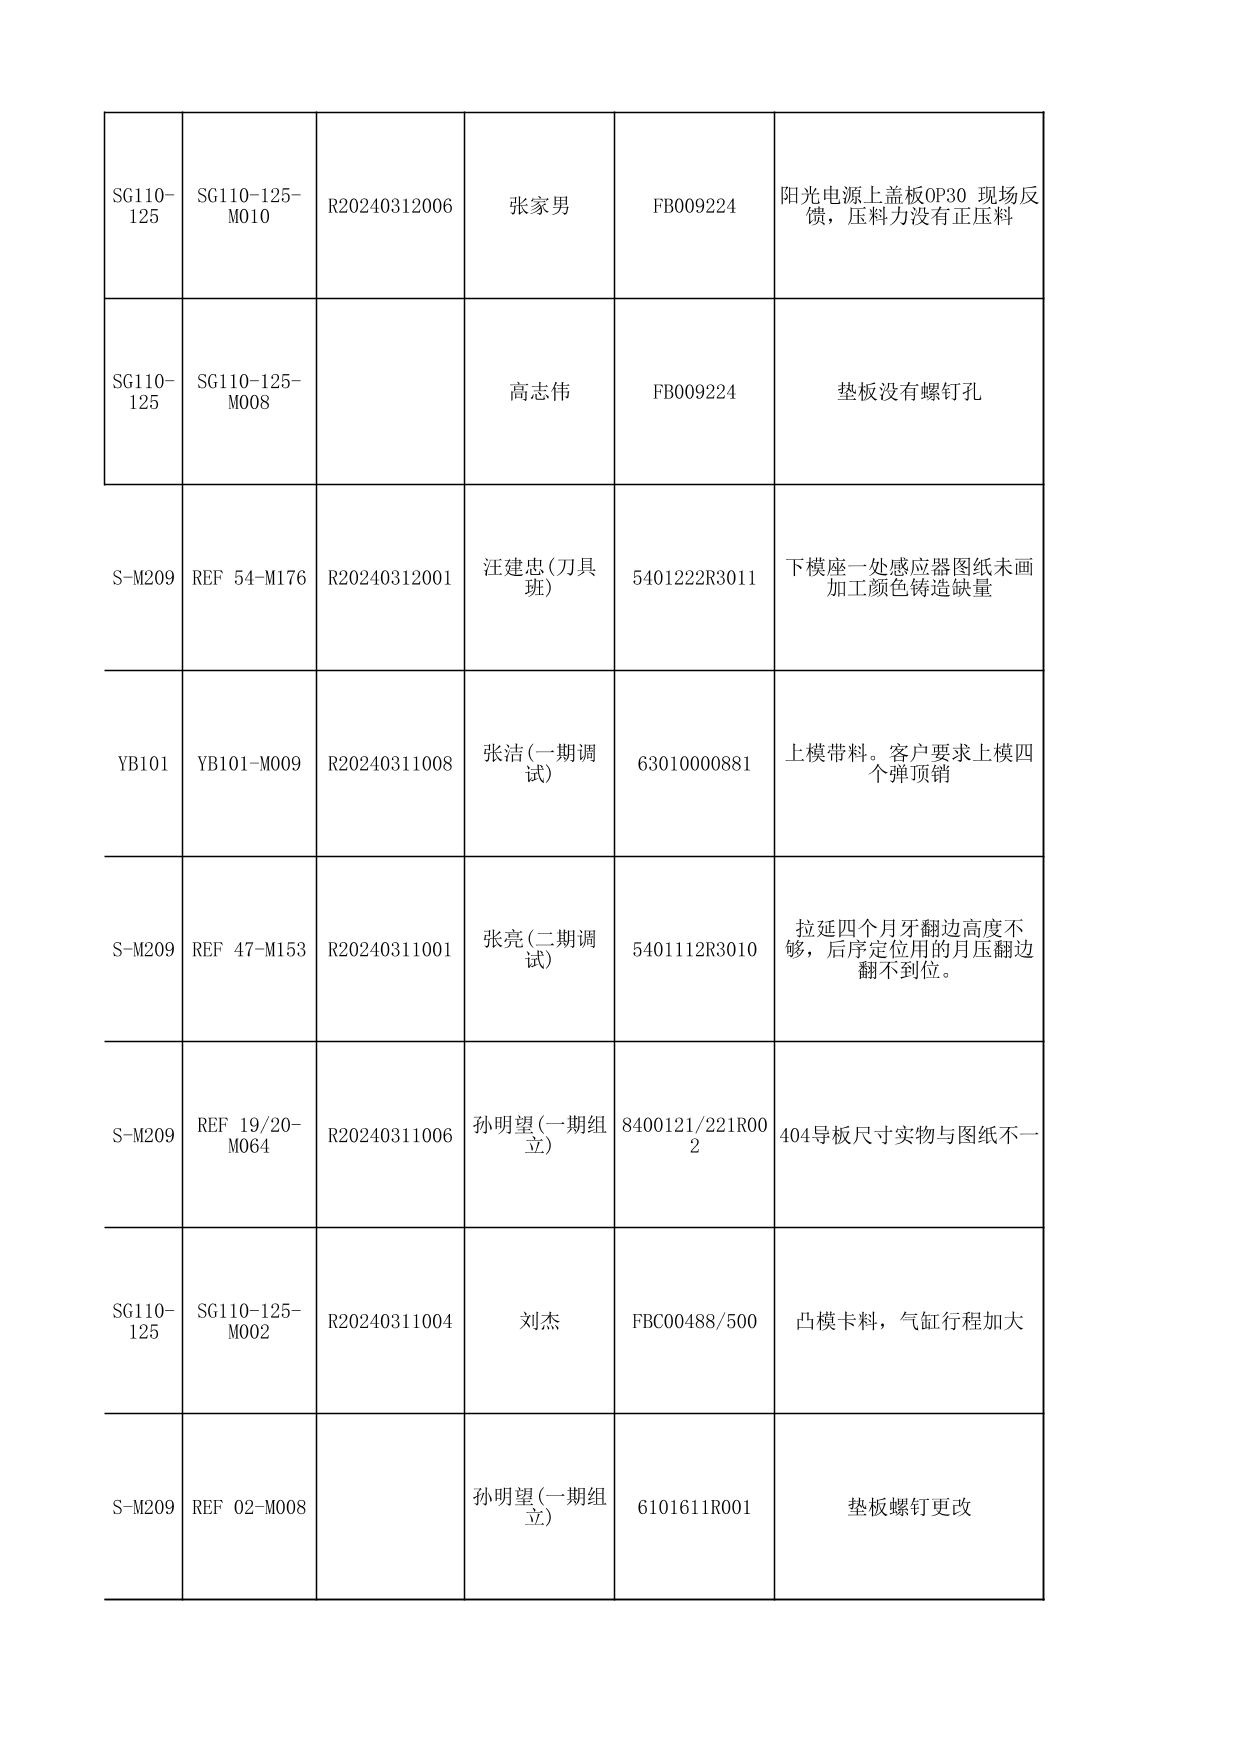 SG110-
125
SG110-125-
M010
R20240312006
张家男
FB009224
阳光电源上盖板OP30 现场反
馈，压料力没有正压料
SG110-
125
SG110-125-
M008
高志伟
FB009224
垫板没有螺钉孔
S-M209
REF 54-M176
R20240312001
汪建忠(刀具
班)
5401222R3011
下模座一处感应器图纸未画
加工颜色铸造缺量
YB101
YB101-M009
R20240311008
张洁(一期调
试)
63010000881
上模带料。客户要求上模四
个弹顶销
S-M209
REF 47-M153
R20240311001
张亮(二期调
试)
5401112R3010
拉延四个月牙翻边高度不
够，后序定位用的月压翻边
翻不到位。
S-M209
REF 19/20-
M064
R20240311006
孙明望(一期组
立)
8400121/221R00
2
404导板尺寸实物与图纸不一
SG110-
125
SG110-125-
M002
R20240311004
刘杰
FBC00488/500
凸模卡料，气缸行程加大
S-M209
REF 02-M008
孙明望(一期组
立)
6101611R001
垫板螺钉更改